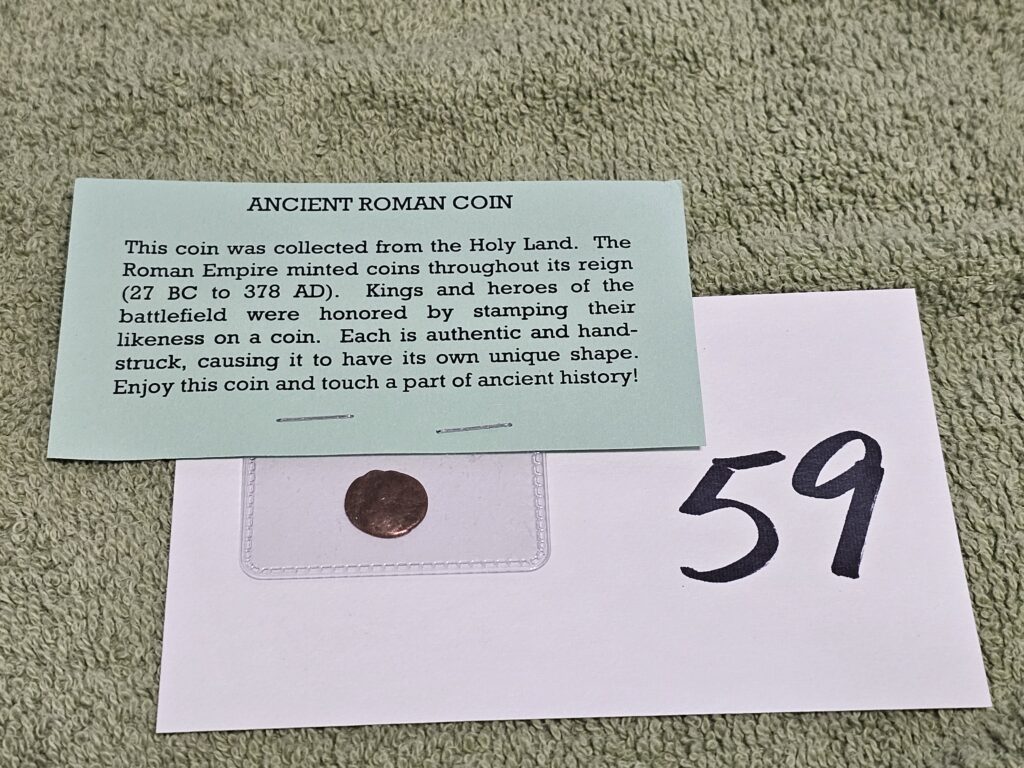 ANCIENT ROMAN COIN
This coin was collected from the Holy Land. The
Roman Empire minted coins throughout its reign
(27 BC to 378 AD). Kings and heroes of the
battlefield were honored by stamping their
likeness on a coin. Each is authentic and hand-
struck, causing it to have its own unique shape.
Enjoy this coin and touch a part of ancient history!
59